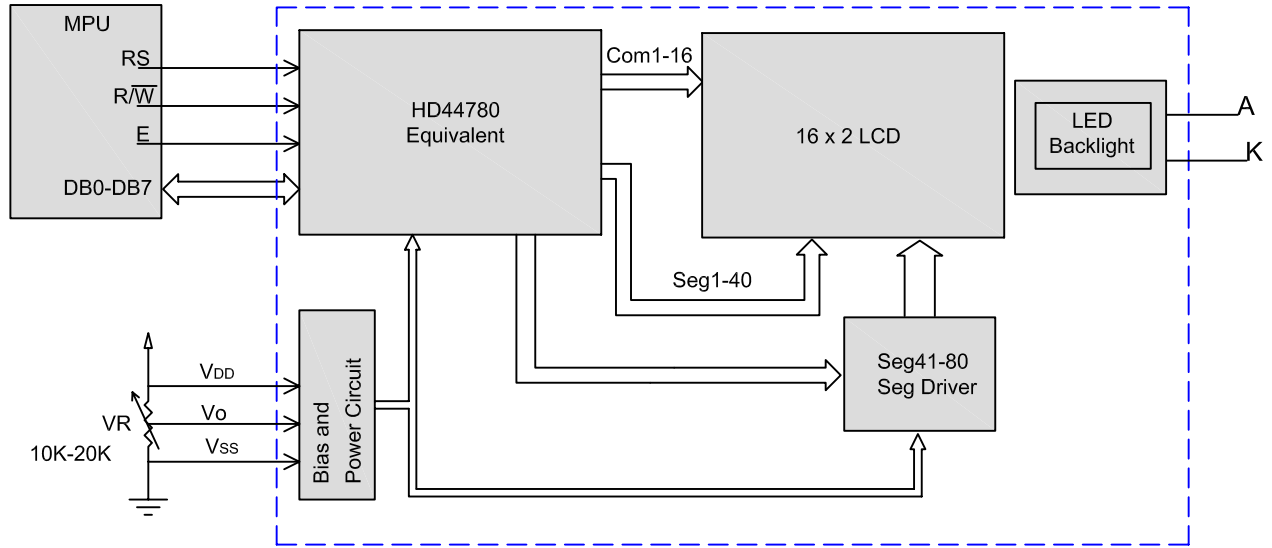 MPU
RS
R/W̅
E
DB0-DB7
HD44780
Equivalent
Com1-16
16 x 2 LCD
LED
Backlight
A
K
Seg1-40
Seg41-80
Seg Driver
VDD
Vo
VSS
VR
10K-20K
Bias and
Power Circuit